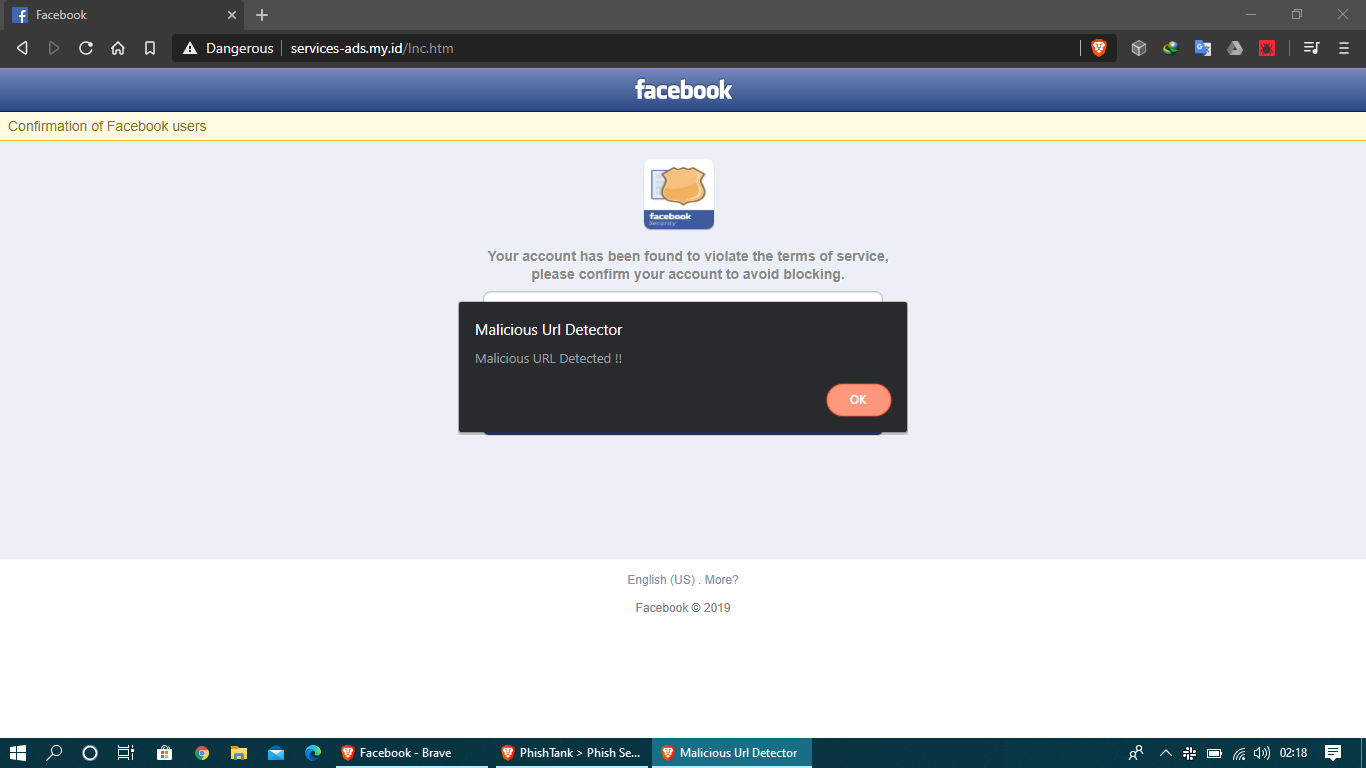 Facebook
Dangerous services-ads.my.id/Inc.htm
facebook
Confirmation of Facebook users
facebook
Security
Your account has been found to violate the terms of service,
please confirm your account to avoid blocking.
Malicious Url Detector
Malicious URL Detected !!
OK
English (US) . More?
Facebook © 2019
Facebook - Brave
PhishTank > Phish Se...
Malicious Url Detector
02:18